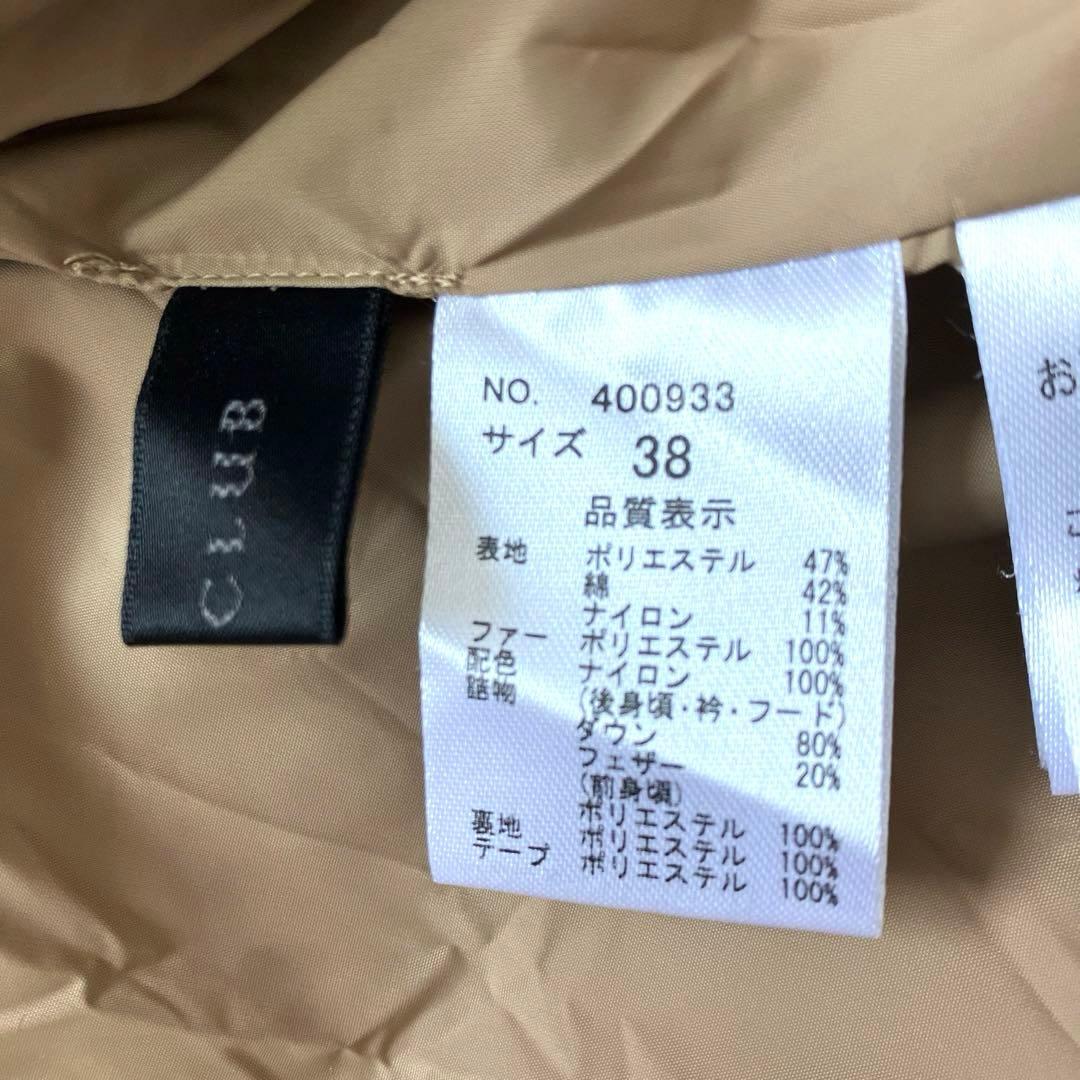 CLUB
NO. 400933
サイズ 38
品質表示
表地 ポリエステル 47%
綿 42%
ナイロン 11%
ファー ポリエステル 100%
配色 ナイロン 100%
詰物 (後身頃・衿・フード)
ダウン 80%
フェザー 20%
(前身頃)
ポリエステル 100%
裏地 ポリエステル 100%
テープ ポリエステル 100%
お